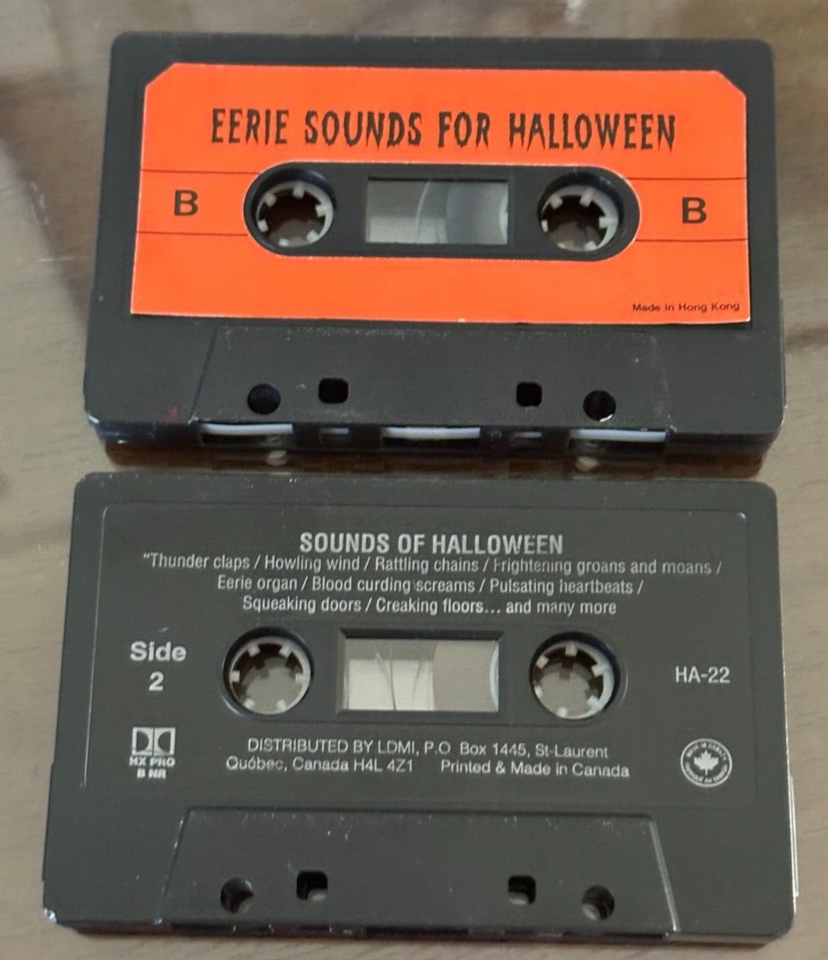 EERIE SOUNDS FOR HALLOWEEN
B B
Made in Hong Kong
SOUNDS OF HALLOWEEN
"Thunder claps / Howling wind / Rattling chains / Frightening groans and moans /
Eerie organ / Blood curding screams / Pulsating heartbeats /
Squeaking doors / Creaking floors... and many more
Side
2
HA-22
HX PRO
B NR
DISTRIBUTED BY LDMI, P.O Box 1445, St-Laurent
Québec, Canada H4L 4Z1 Printed & Made in Canada